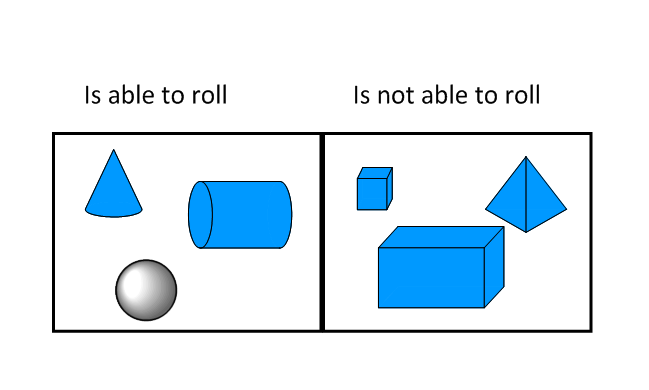 Is able to roll
Is not able to roll